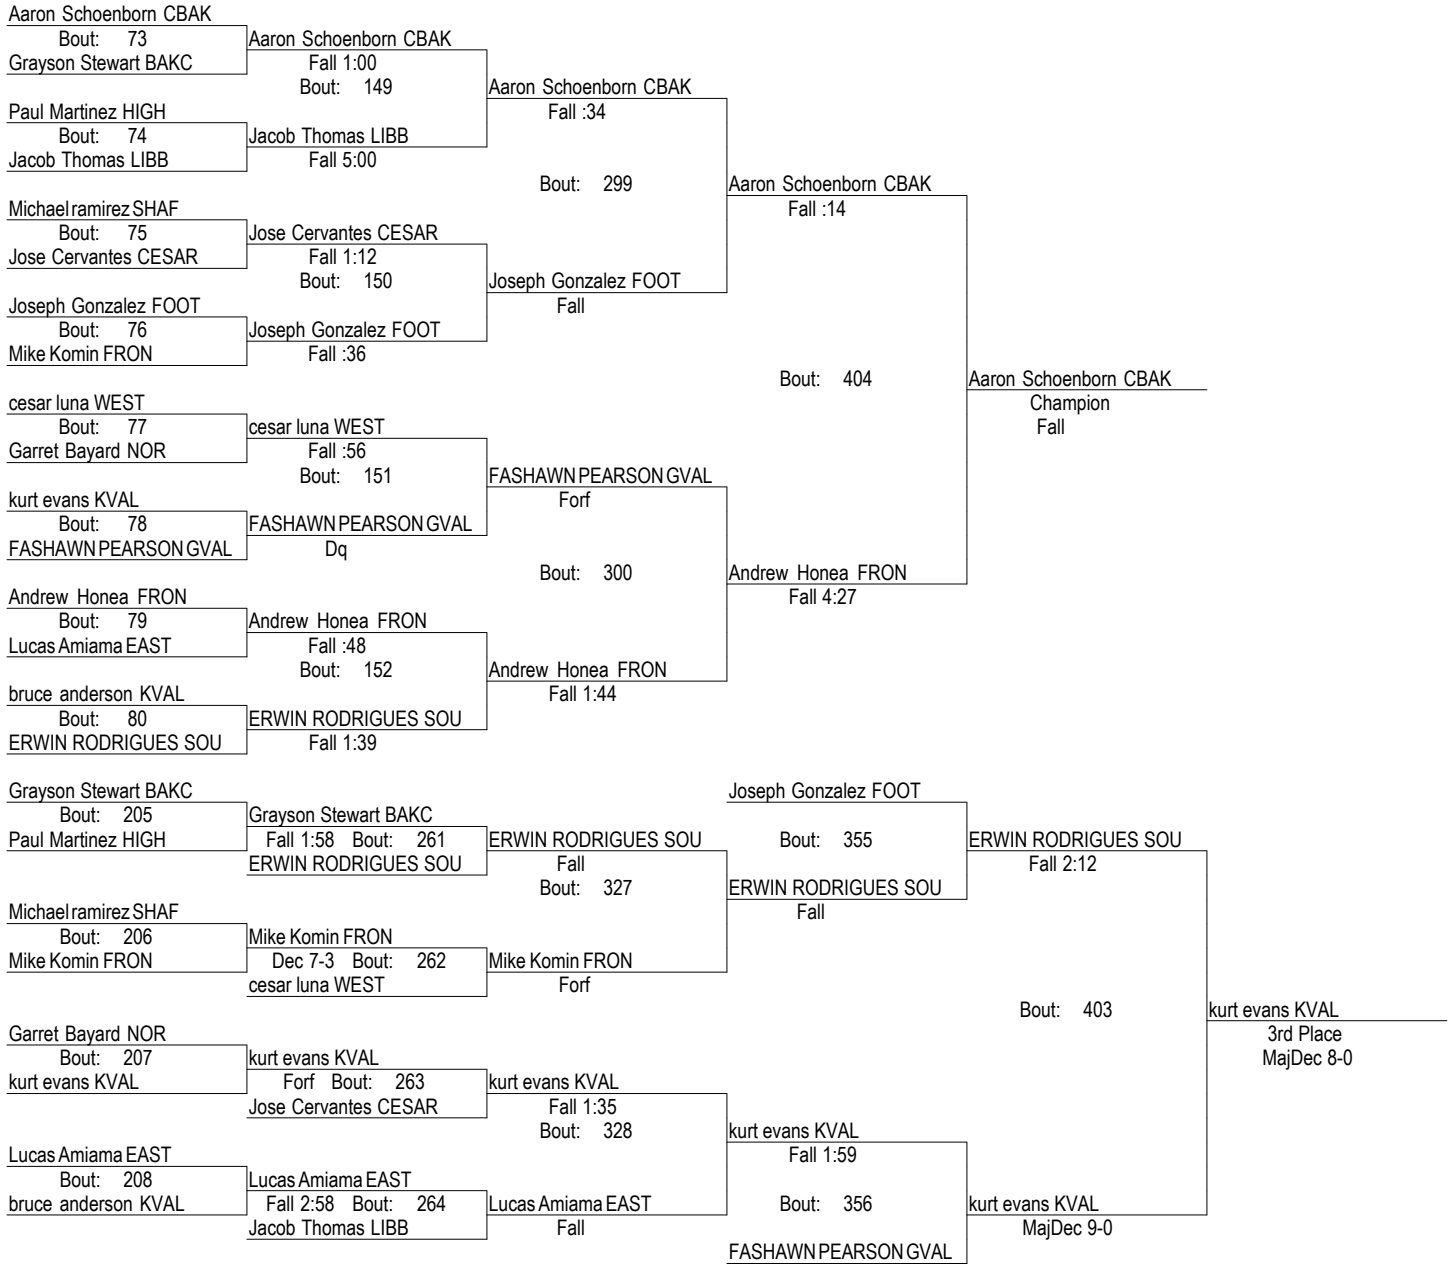 Aaron Schoenborn CBAK
Bout: 73
Aaron Schoenborn CBAK
Grayson Stewart BAKC
Fall 1:00
Bout: 149
Aaron Schoenborn CBAK
Paul Martinez HIGH
Fall :34
Bout: 74
Jacob Thomas LIBB
Jacob Thomas LIBB
Fall 5:00
Bout: 299
Aaron Schoenborn CBAK
Michael ramirez SHAF
Fall :14
Bout: 75
Jose Cervantes CESAR
Jose Cervantes CESAR
Fall 1:12
Bout: 150
Joseph Gonzalez FOOT
Joseph Gonzalez FOOT
Fall
Bout: 76
Joseph Gonzalez FOOT
Mike Komin FRON
Fall :36
Bout: 404
Aaron Schoenborn CBAK
cesar luna WEST
Champion
Bout: 77
cesar luna WEST
Fall
Garret Bayard NOR
Fall :56
Bout: 151
FASHAWN PEARSON GVAL
kurt evans KVAL
Forf
Bout: 78
FASHAWN PEARSON GVAL
FASHAWN PEARSON GVAL
Dq
Bout: 300
Andrew Honea FRON
Andrew Honea FRON
Fall 4:27
Bout: 79
Andrew Honea FRON
Lucas Amiama EAST
Fall :48
Bout: 152
Andrew Honea FRON
bruce anderson KVAL
Fall 1:44
Bout: 80
ERWIN RODRIGUES SOU
ERWIN RODRIGUES SOU
Fall 1:39
Grayson Stewart BAKC
Joseph Gonzalez FOOT
Bout: 205
Grayson Stewart BAKC
Paul Martinez HIGH
Fall 1:58 Bout: 261
ERWIN RODRIGUES SOU
Bout: 355
ERWIN RODRIGUES SOU
ERWIN RODRIGUES SOU
Fall
Fall 2:12
Bout: 327
ERWIN RODRIGUES SOU
Michael ramirez SHAF
Fall
Bout: 206
Mike Komin FRON
Mike Komin FRON
Dec 7-3 Bout: 262
Mike Komin FRON
cesar luna WEST
Forf
Bout: 403
kurt evans KVAL
Garret Bayard NOR
3rd Place
Bout: 207
kurt evans KVAL
MajDec 8-0
kurt evans KVAL
Forf Bout: 263
kurt evans KVAL
Jose Cervantes CESAR
Fall 1:35
Bout: 328
kurt evans KVAL
Lucas Amiama EAST
Fall 1:59
Bout: 208
Lucas Amiama EAST
bruce anderson KVAL
Fall 2:58 Bout: 264
Lucas Amiama EAST
Bout: 356
kurt evans KVAL
Jacob Thomas LIBB
Fall
MajDec 9-0
FASHAWN PEARSON GVAL